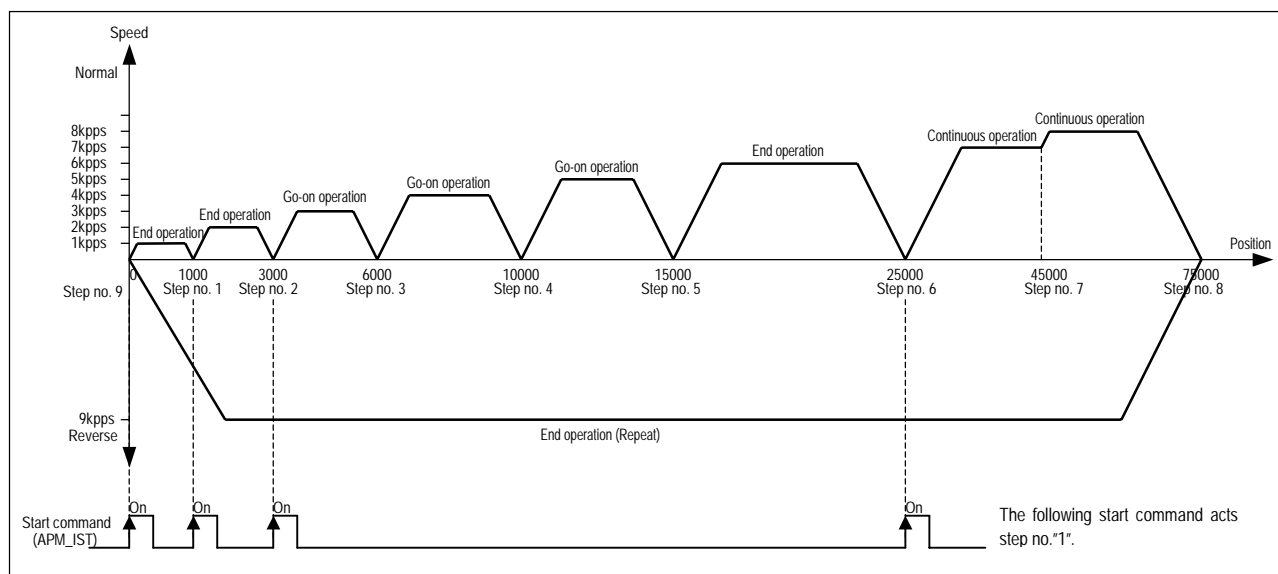 Speed
Normal
8kpps
7kpps
6kpps
5kpps
4kpps
3kpps
2kpps
1kpps
End operation
End operation
Go-on operation
Go-on operation
Go-on operation
End operation
Continuous operation
Continuous operation
Position
0
1000
3000
6000
10000
15000
25000
45000
75000
Step no. 9
Step no. 1
Step no. 2
Step no. 3
Step no. 4
Step no. 5
Step no. 6
Step no. 7
Step no. 8
9kpps
Reverse
End operation (Repeat)
On
On
On
On
Start command
(APM_IST)
The following start command acts
step no."1".